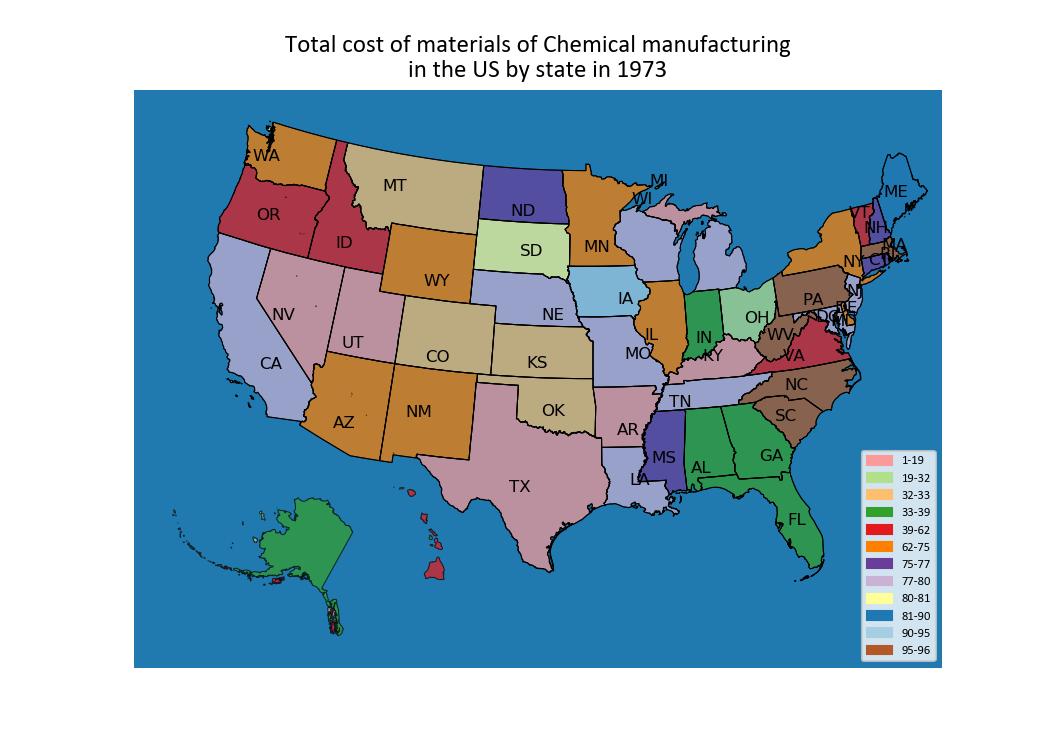 Total cost of materials of Chemical manufacturing
in the US by state in 1973
WA
MT
ND
MI
WI
ME
OR
ID
SD
MN
VT
NH
MA
NY
CT
WY
NE
IA
PA
NV
UT
CO
KS
MO
IL
IN
OH
WV
KY
VA
DE
DC
CA
AZ
NM
OK
AR
TN
NC
SC
TX
LA
MS
AL
GA
FL
1-19
19-32
32-33
33-39
39-62
62-75
75-77
77-80
80-81
81-90
90-95
95-96